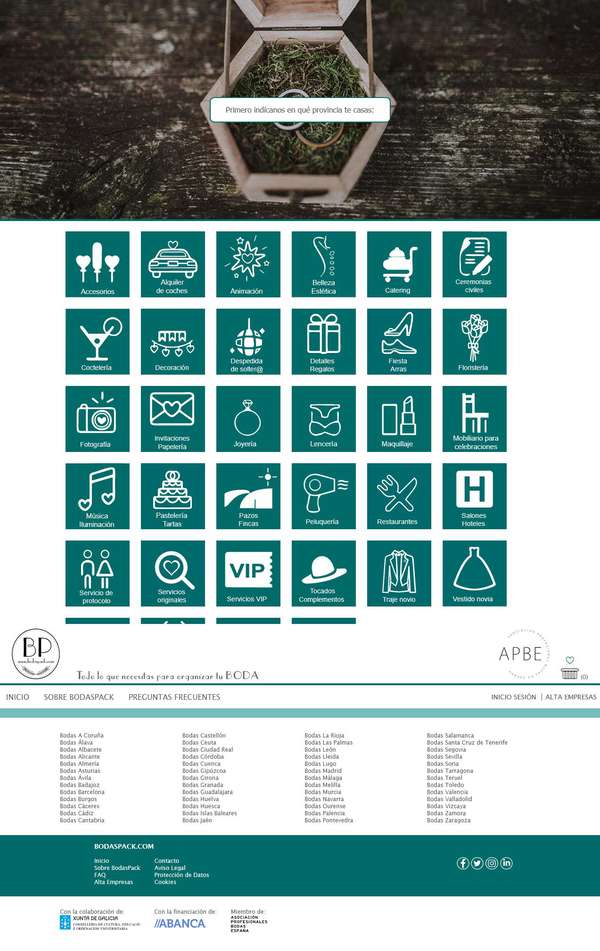 Primero indícanos en qué provincia te casas:
Accesorios
Alquiler
de coches
Animación
Belleza
Estética
Catering
Ceremonias
civiles
Coctelería
Decoración
Despedida
de solter@
Detalles
Regalos
Fiesta
Arras
Floristería
Fotografía
Invitaciones
Papelería
Joyería
Lencería
Maquillaje
Mobiliario para
celebraciones
Música
Iluminación
Pastelería
Tartas
Pazos
Fincas
Peluquería
Restaurantes
H
Salones
Hoteles
Servicio de
protocolo
Servicios
originales
VIP
Servicios VIP
Tocados
Complementos
Traje novio
Vestido novia
BP
www.bodaspack.com
Todo lo que necesitas para organizar tu BODA
APBE
(0)
INICIO SOBRE BODASPACK PREGUNTAS FRECUENTES
INICIO SESIÓN | ALTA EMPRESAS
Bodas A Coruña
Bodas Álava
Bodas Albacete
Bodas Alicante
Bodas Almería
Bodas Asturias
Bodas Ávila
Bodas Badajoz
Bodas Barcelona
Bodas Burgos
Bodas Cáceres
Bodas Cádiz
Bodas Cantabria
Bodas Castellón
Bodas Ceuta
Bodas Ciudad Real
Bodas Córdoba
Bodas Cuenca
Bodas Gipúzcoa
Bodas Girona
Bodas Granada
Bodas Guadalajara
Bodas Huelva
Bodas Huesca
Bodas Islas Baleares
Bodas Jaén
Bodas La Rioja
Bodas Las Palmas
Bodas León
Bodas Lleida
Bodas Lugo
Bodas Madrid
Bodas Málaga
Bodas Melilla
Bodas Murcia
Bodas Navarra
Bodas Ourense
Bodas Palencia
Bodas Pontevedra
Bodas Salamanca
Bodas Santa Cruz de Tenerife
Bodas Segovia
Bodas Sevilla
Bodas Soria
Bodas Tarragona
Bodas Teruel
Bodas Toledo
Bodas Valencia
Bodas Valladolid
Bodas Vizcaya
Bodas Zamora
Bodas Zaragoza
BODASPACK.COM
Inicio
Sobre BodasPack
FAQ
Alta Empresas
Contacto
Aviso Legal
Protección de Datos
Cookies
Con la colaboración de:
XUNTA DE GALICIA
CONSELLERÍA DE CULTURA, EDUCACIÓN
E ORDENACIÓN UNIVERSITARIA
Con la financiación de:
//ABANCA
Miembro de:
ASOCIACIÓN
PROFESIONALES
BODAS
ESPAÑA